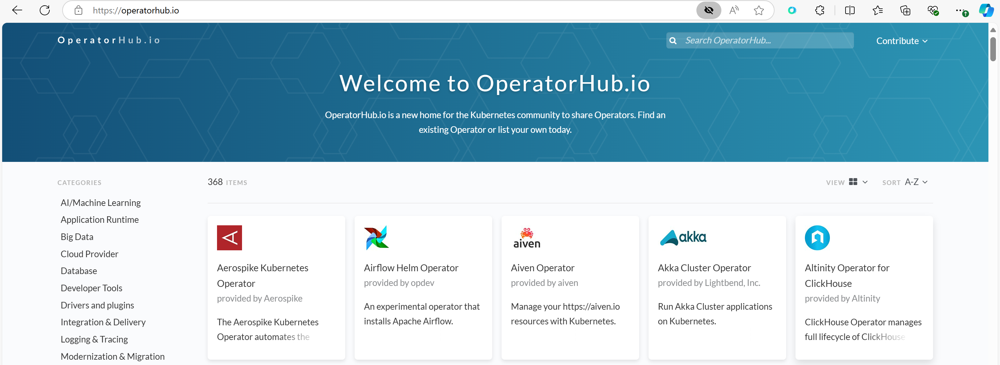 https://operatorhub.io
OperatorHub.io
Search OperatorHub...
Contribute
Welcome to OperatorHub.io
OperatorHub.io is a new home for the Kubernetes community to share Operators. Find an
existing Operator or list your own today.
CATEGORIES
AI/Machine Learning
Application Runtime
Big Data
Cloud Provider
Database
Developer Tools
Drivers and plugins
Integration & Delivery
Logging & Tracing
Modernization & Migration
368 ITEMS
VIEW
SORT A-Z
Aerospike Kubernetes
Operator
provided by Aerospike
The Aerospike Kubernetes
Operator automates the
Airflow Helm Operator
provided by opdev
An experimental operator that
installs Apache Airflow.
aiven
Aiven Operator
provided by aiven
Manage your https://aiven.io
resources with Kubernetes.
akka
Akka Cluster Operator
provided by Lightbend, Inc.
Run Akka Cluster applications
on Kubernetes.
Altinity Operator for
ClickHouse
provided by Altinity
ClickHouse Operator manages
full lifecycle of ClickHouse